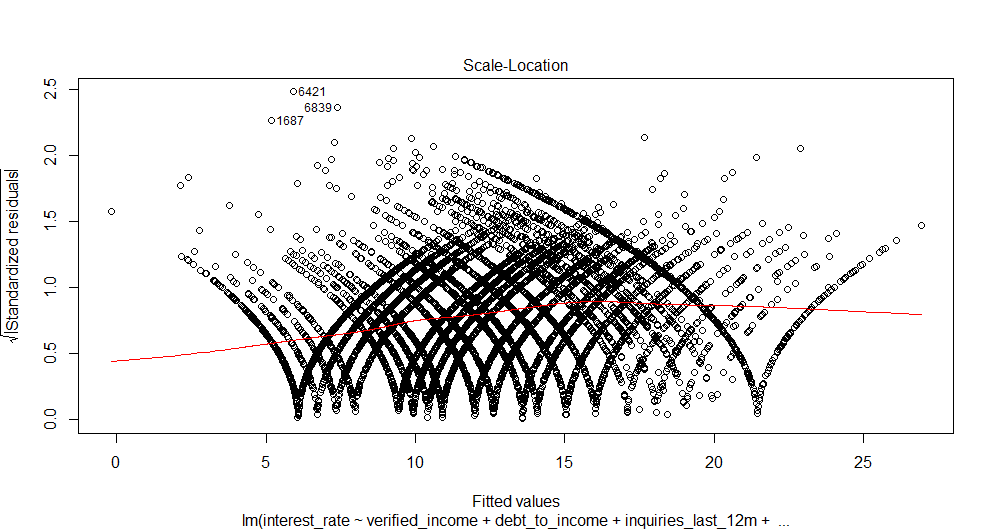 Scale-Location
√|Standardized residuals|
2.5
2.0
1.5
1.0
0.5
0.0
6421
6839
1687
0 5 10 15 20 25
Fitted values
lm(interest_rate ~ verified_income + debt_to_income + inquiries_last_12m + ...